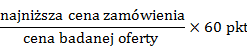 najniższa cena zamówienia
cena badanej oferty
× 60 pkt